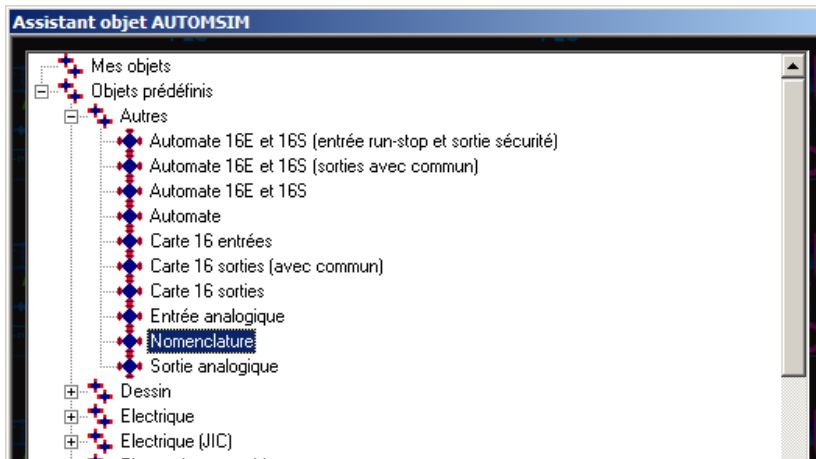 Assistant objet AUTOMSIM
Mes objets
Objets prédéfinis
Autres
Automate 16E et 16S (entrée run-stop et sortie sécurité)
Automate 16E et 16S (sorties avec commun)
Automate 16E et 16S
Automate
Carte 16 entrées
Carte 16 sorties (avec commun)
Carte 16 sorties
Entrée analogique
Nomenclature
Sortie analogique
Dessin
Electrique
Electrique (JIC)